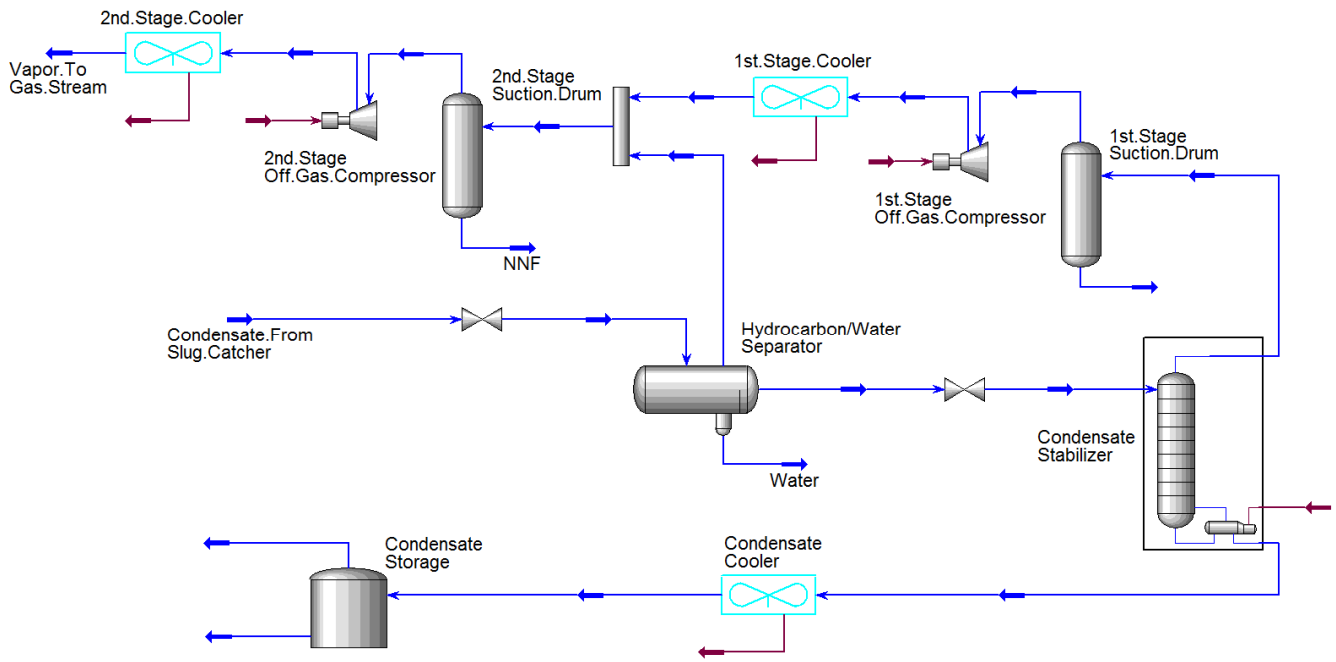 2nd.Stage.Cooler
Vapor.To
Gas.Stream
2nd.Stage
Off.Gas.Compressor
2nd.Stage
Suction.Drum
NNF
1st.Stage.Cooler
1st.Stage
Off.Gas.Compressor
1st.Stage
Suction.Drum
Condensate.From
Slug.Catcher
Hydrocarbon/Water
Separator
Water
Condensate
Stabilizer
Condensate
Storage
Condensate
Cooler